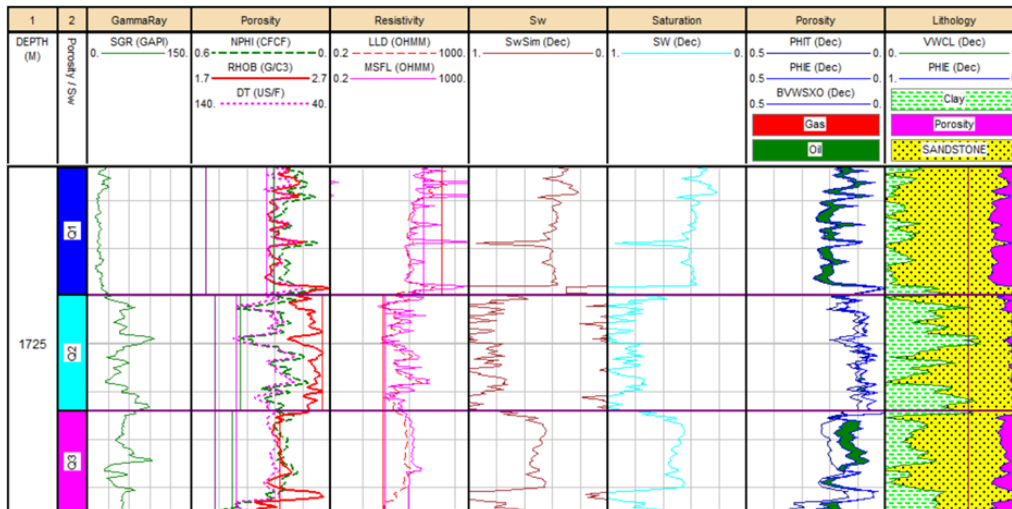 1 2 GammaRay Porosity Resistivity Sw Saturation Porosity Lithology
DEPTH
(M)
Porosity / Sw
SGR (GAPI)
0. 150.
NPHI (CFCF)
0.6 0.
RHOB (G/C3)
1.7 2.7
DT (US/F)
140. 40.
LLD (OHMM)
0.2 1000.
MSFL (OHMM)
0.2 1000.
SwSim (Dec)
1. 0.
SW (Dec)
1. 0.
PHIT (Dec)
0.5 0.
PHIE (Dec)
0.5 0.
BVWSXO (Dec)
0.5 0.
Gas
Oil
VWCL (Dec)
0. 1.
PHIE (Dec)
1. 0.
Clay
Porosity
SANDSTONE
Q1
1725
Q2
Q3